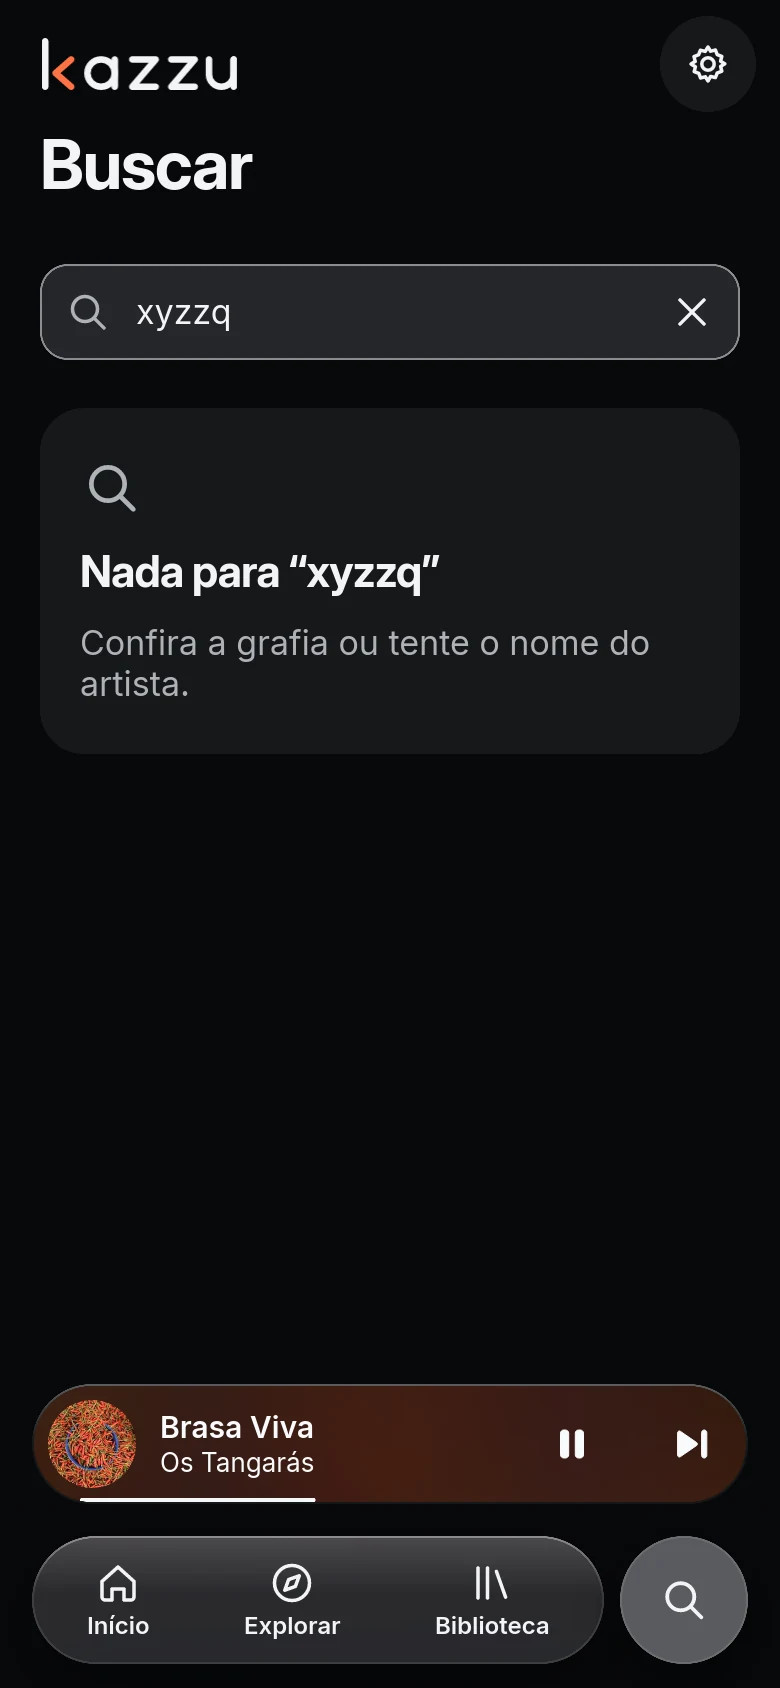 kazzu
Buscar
xyzzq
Nada para “xyzzq”
Confira a grafia ou tente o nome do
artista.
Brasa Viva
Os Tangarás
Início
Explorar
Biblioteca